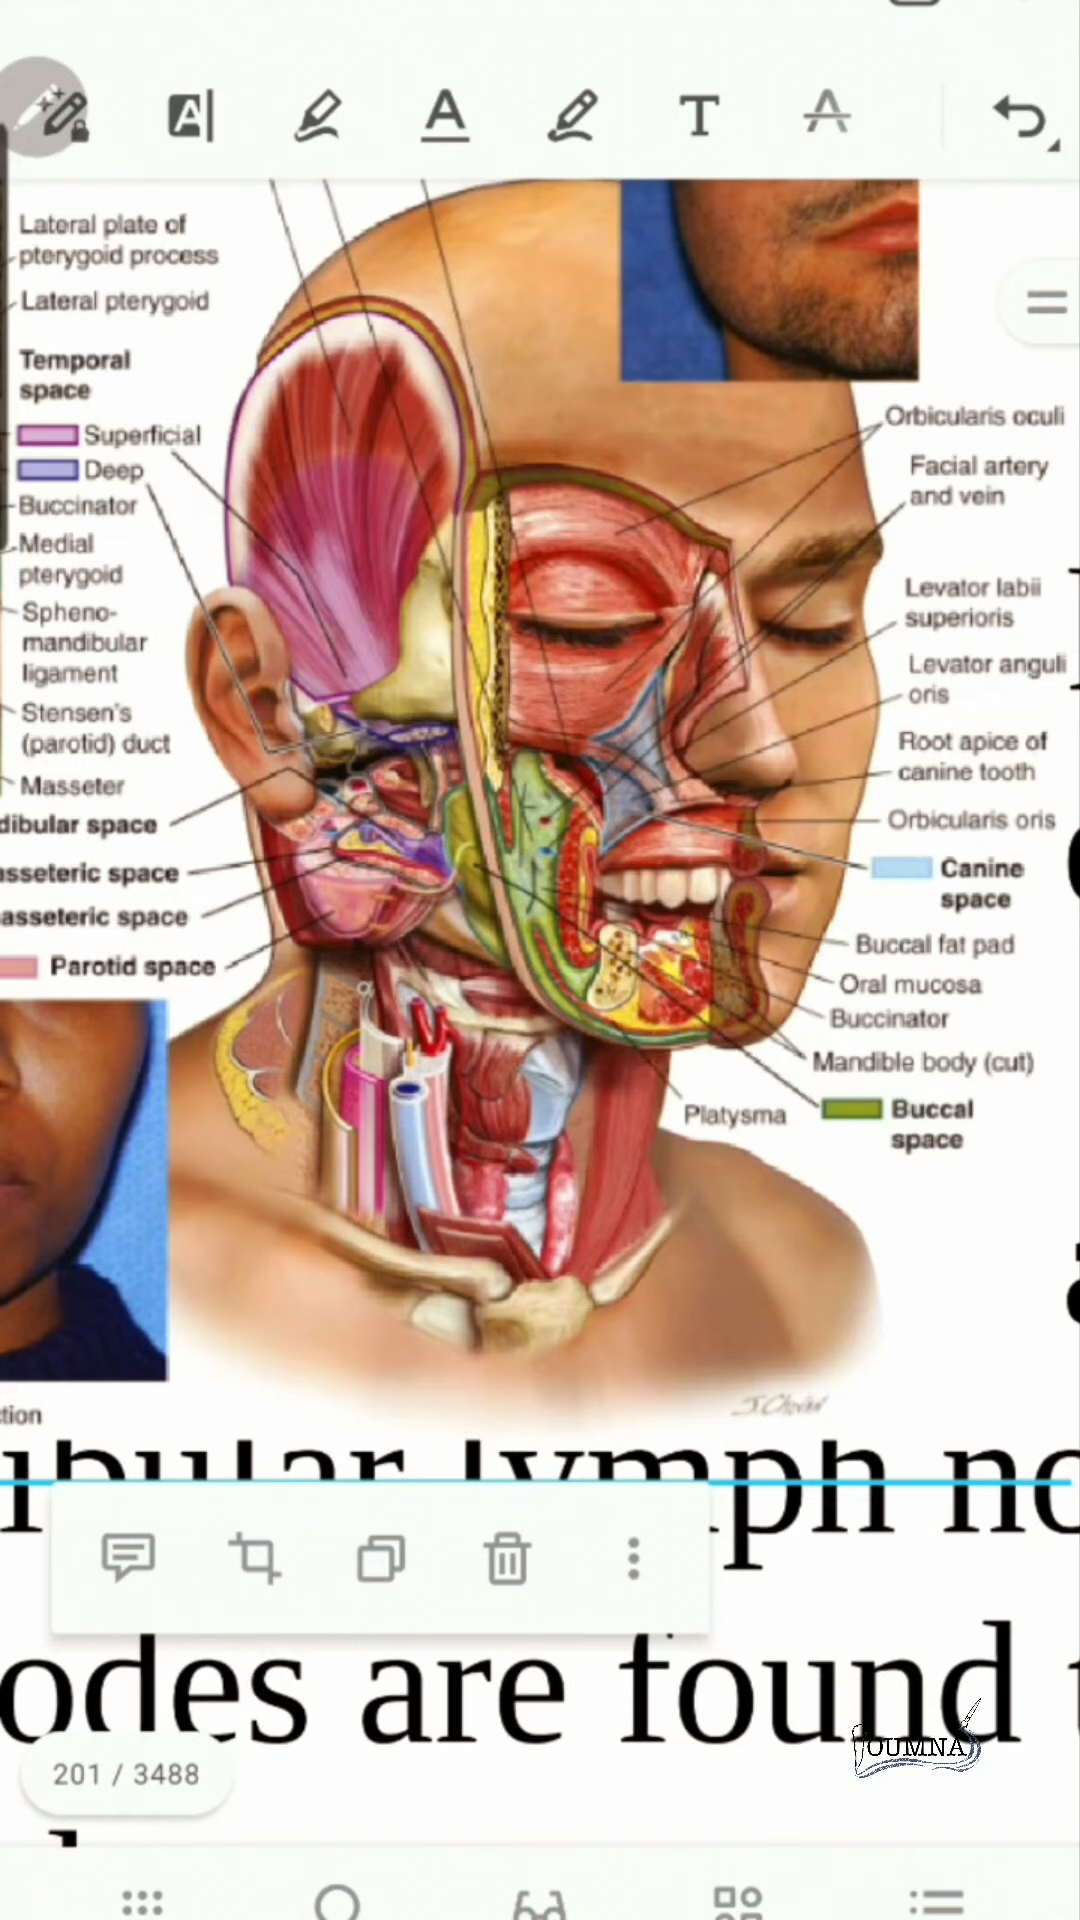 A
A
T
A
Lateral plate of
pterygoid process
Lateral pterygoid
Temporal
space
Superficial
Deep
Buccinator
Medial
pterygoid
Spheno-
mandibular
ligament
Stensen's
(parotid) duct
Masseter
dibular space
asseteric space
asseteric space
Parotid space
Orbicularis oculi
Facial artery
and vein
Levator labii
superioris
Levator anguli
oris
Root apice of
canine tooth
Orbicularis oris
Canine
space
Buccal fat pad
Oral mucosa
Buccinator
Mandible body (cut)
Platysma
Buccal
space
tion
ibular lymph no
odes are found t
OUMNA
201 / 3488